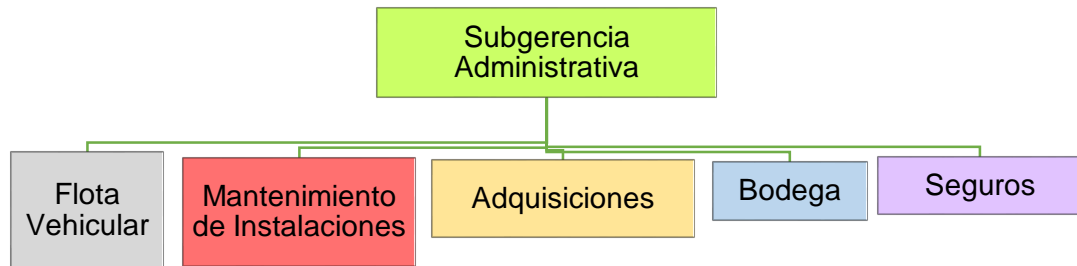 Subgerencia
Administrativa
Flota
Vehicular
Mantenimiento
de Instalaciones
Adquisiciones
Bodega
Seguros